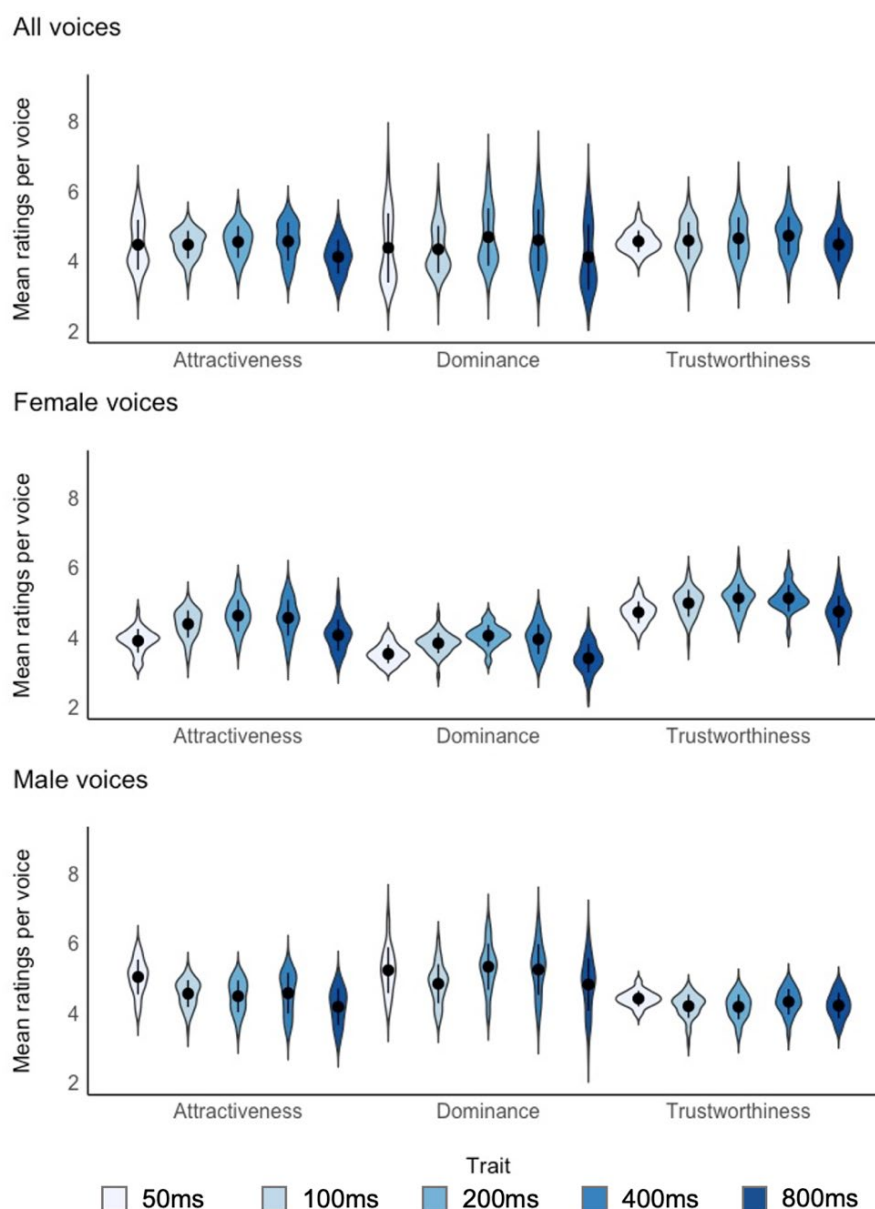 All voices
Mean ratings per voice
8
6
4
2
Attractiveness Dominance Trustworthiness
Female voices
Mean ratings per voice
8
6
4
2
Attractiveness Dominance Trustworthiness
Male voices
Mean ratings per voice
8
6
4
2
Attractiveness Dominance Trustworthiness
Trait
50ms 100ms 200ms 400ms 800ms